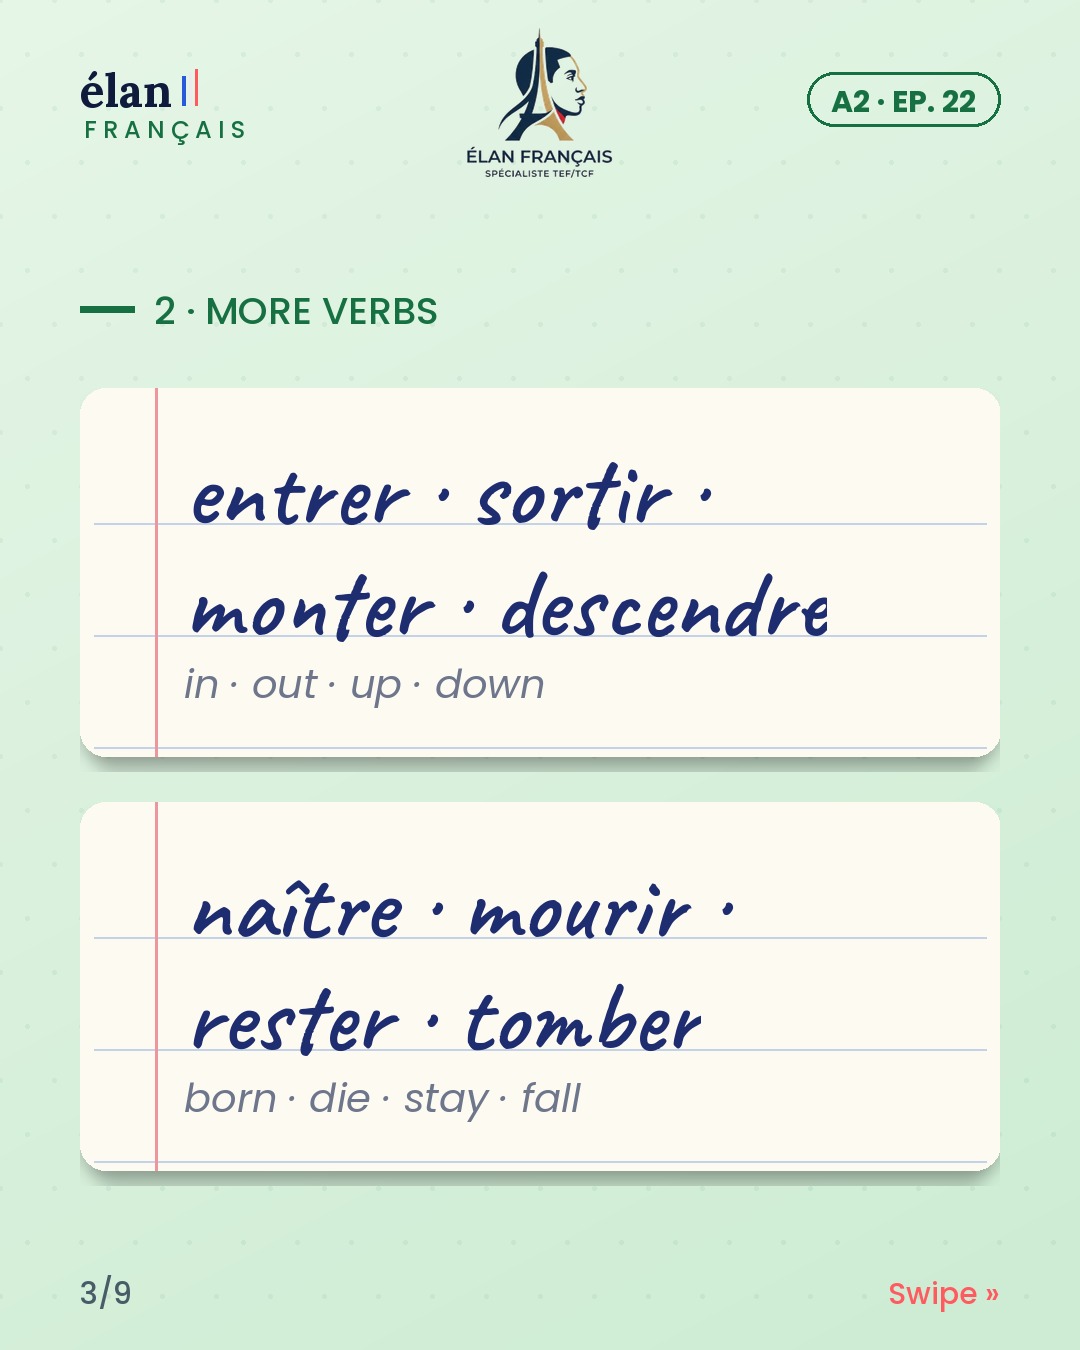 élan
FRANÇAIS
ÉLAN FRANÇAIS
SPÉCIALISTE TEF/TCF
A2 · EP. 22
2 · MORE VERBS
entrer · sortir ·
monter · descendre
in · out · up · down
naître · mourir ·
rester · tomber
born · die · stay · fall
3/9
Swipe »